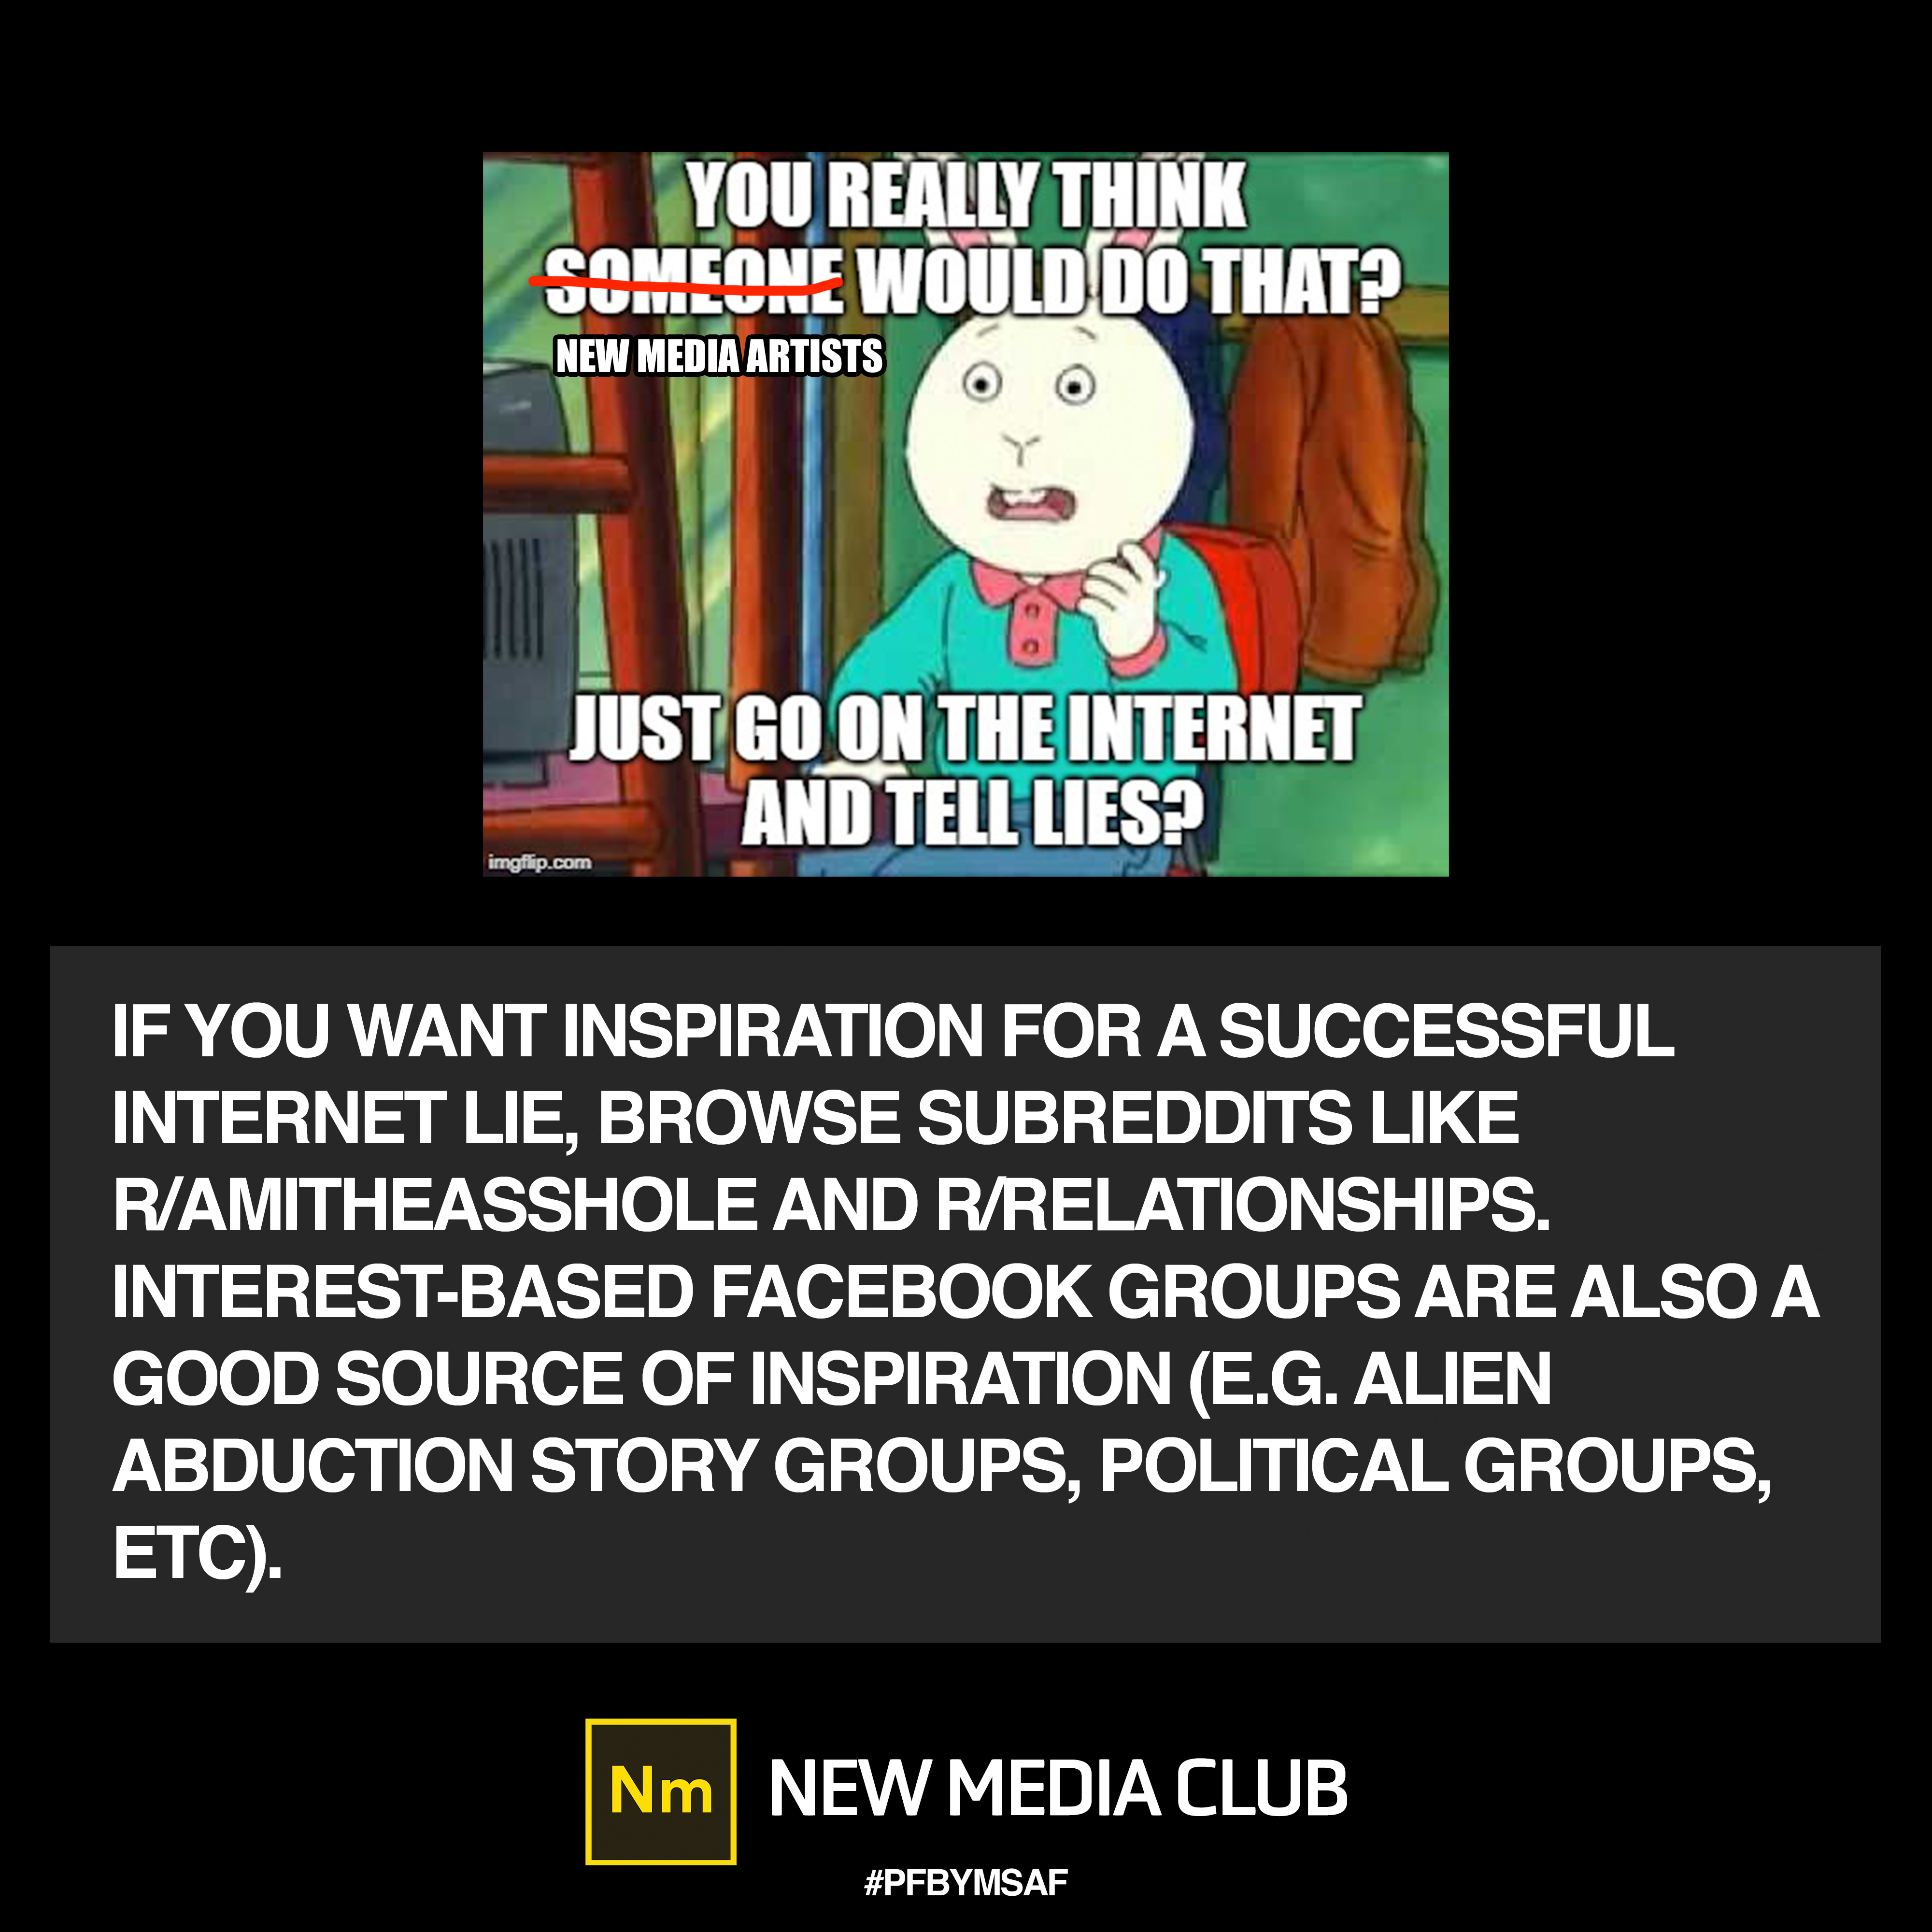 YOU REALLY THINK
SOMEONE WOULD DO THAT?
NEW MEDIA ARTISTS
JUST GO ON THE INTERNET
AND TELL LIES?
imgflip.com
IF YOU WANT INSPIRATION FOR A SUCCESSFUL
INTERNET LIE, BROWSE SUBREDDITS LIKE
R/AMITHEASSHOLE AND R/RELATIONSHIPS.
INTEREST-BASED FACEBOOK GROUPS ARE ALSO A
GOOD SOURCE OF INSPIRATION (E.G. ALIEN
ABDUCTION STORY GROUPS, POLITICAL GROUPS,
ETC).
Nm NEW MEDIA CLUB
#PFBYMSAF